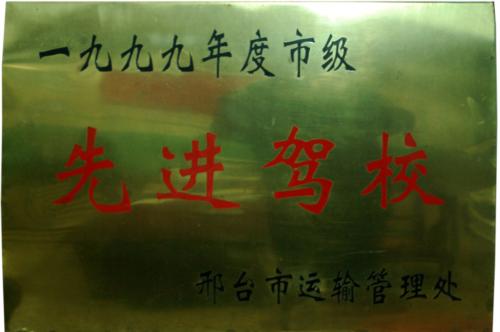 一九九九年度市级
先进驾校
邢台市运输管理处